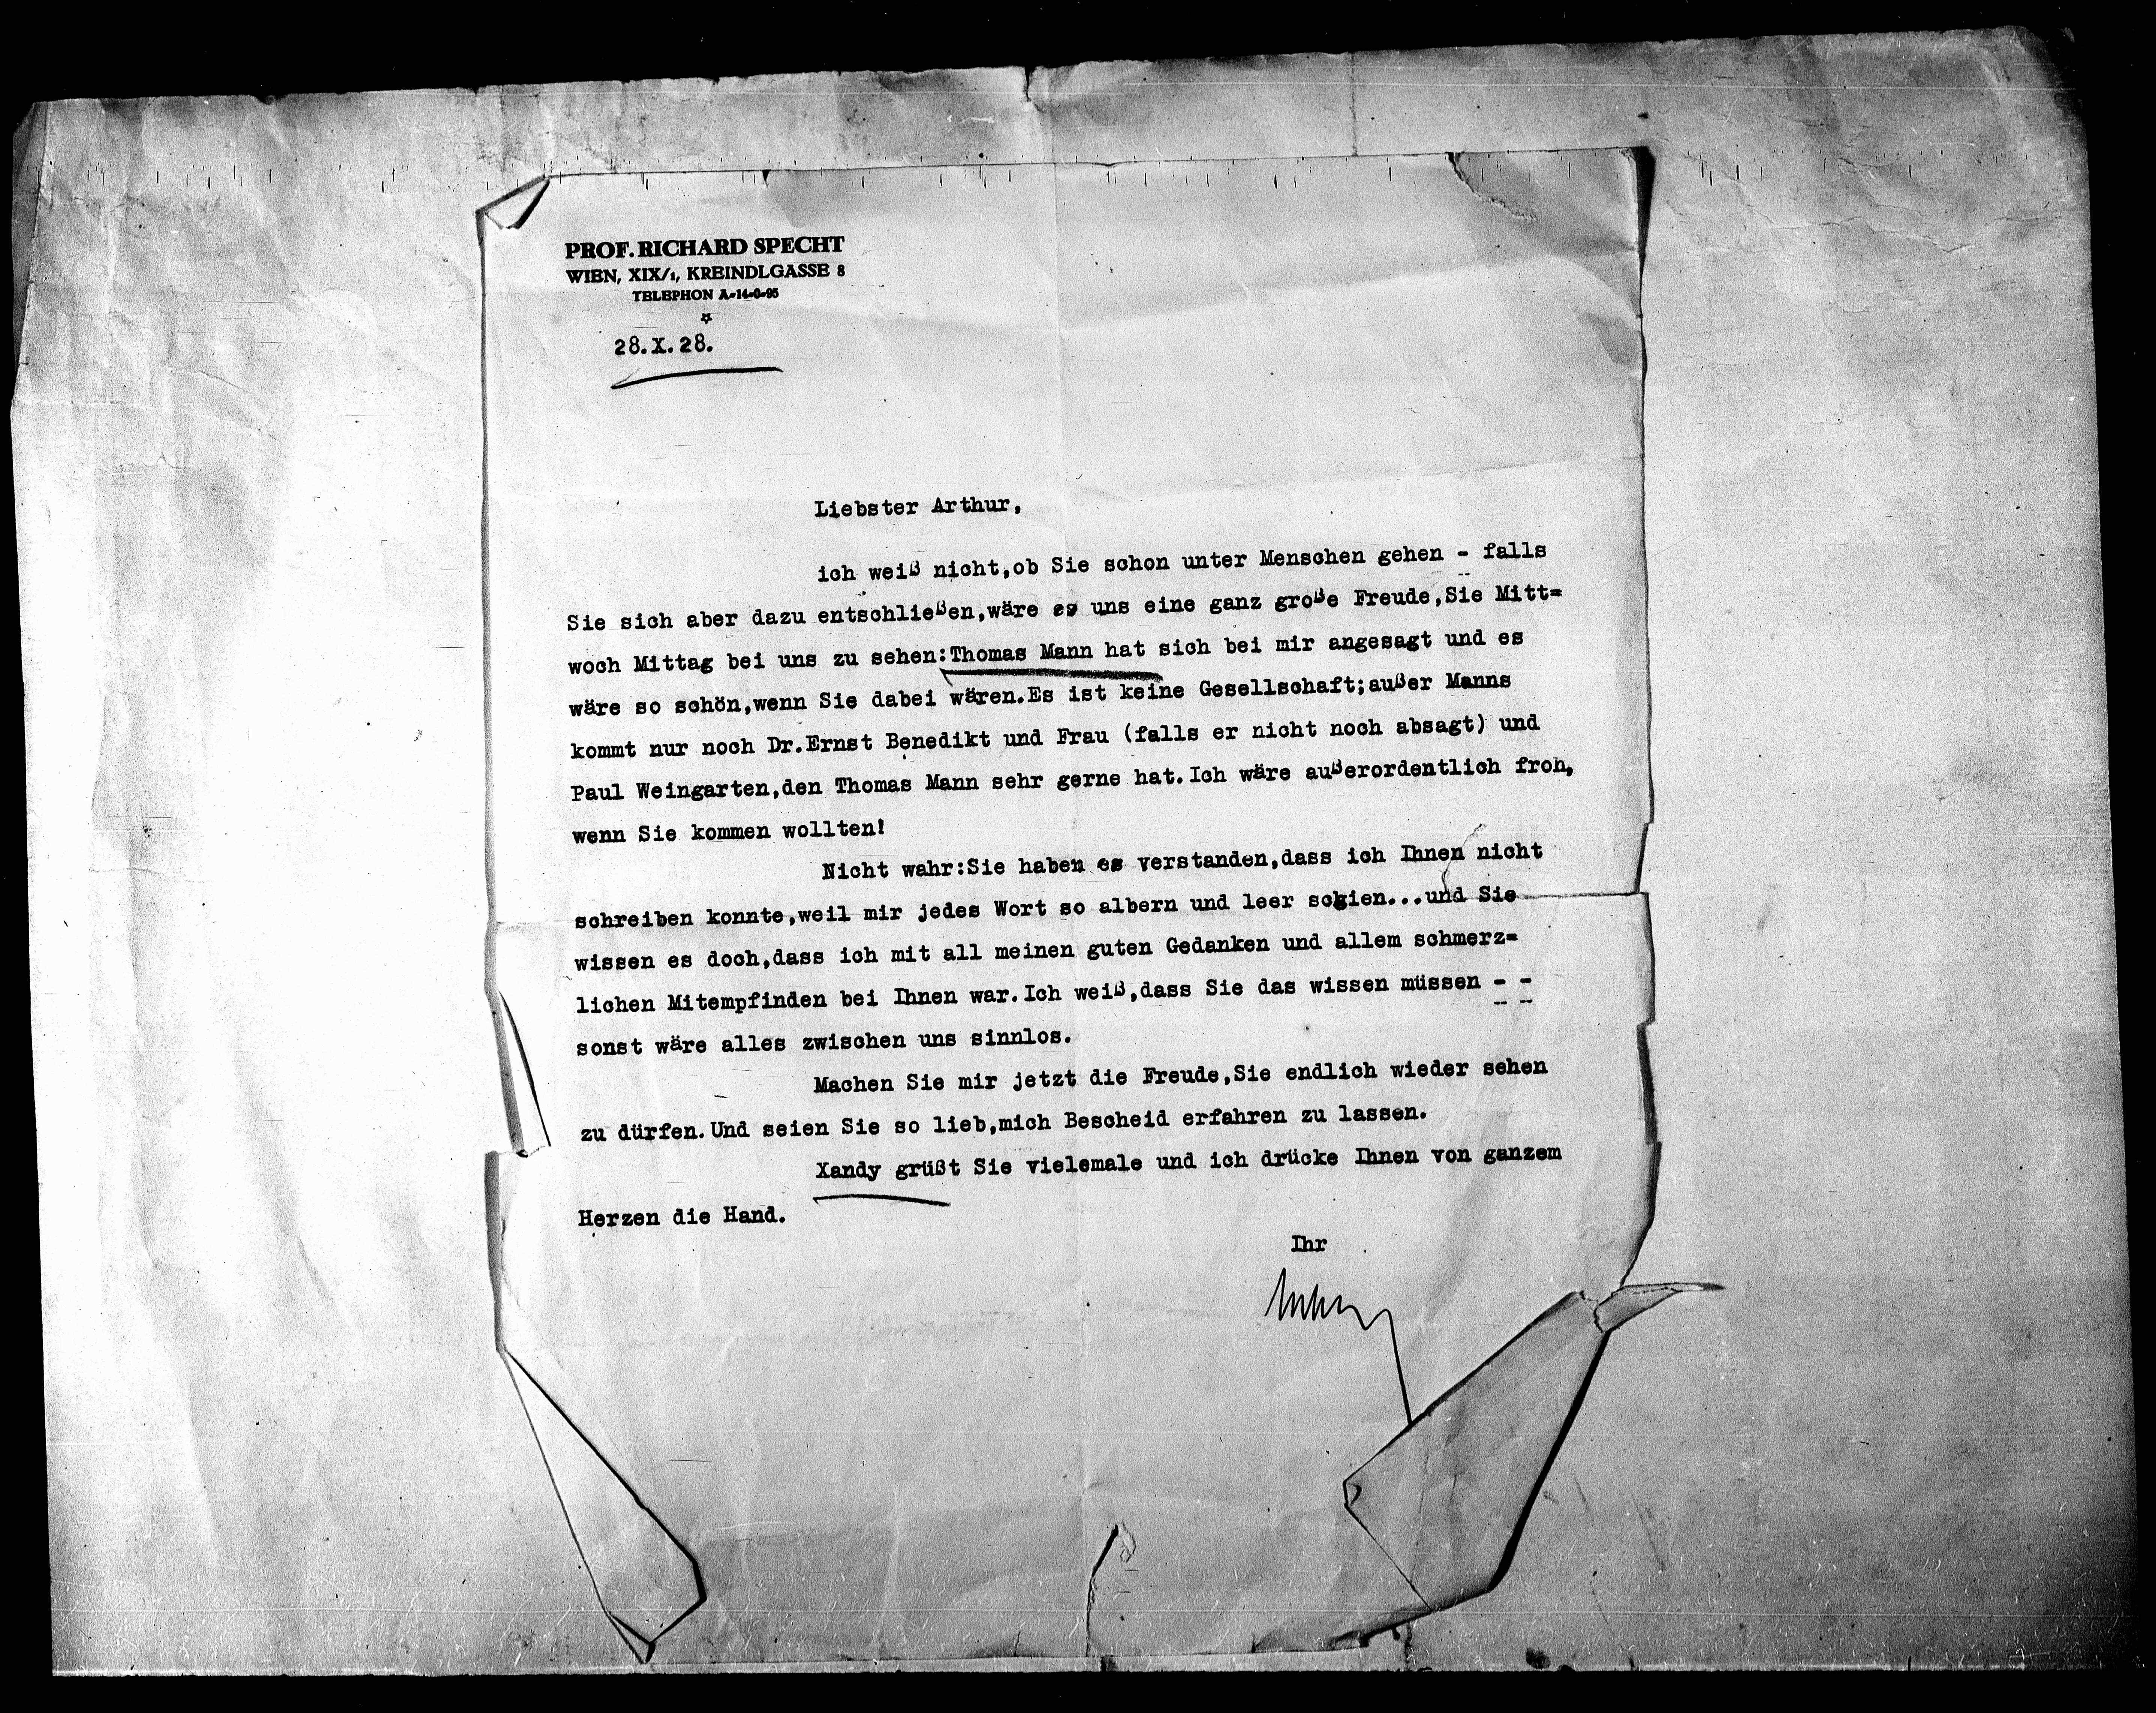 PROF. RICHARD SPECHT
WIEN, XIX/1, KREINDLGASSE 8
TELEPHON A-14-0-95
28.X.28.
Liebster Arthur,
ich weiß nicht,ob Sie schon unter Menschen gehen - falls
Sie sich aber dazu entschließen,wäre es uns eine ganz große Freude,Sie Mitt=
woch Mittag bei uns zu sehen:Thomas Mann hat sich bei mir angesagt und es
wäre so schön,wenn Sie dabei wären.Es ist keine Gesellschaft;außer Manns
kommt nur noch Dr.Ernst Benedikt und Frau (falls er nicht noch absagt) und
Paul Weingarten,den Thomas Mann sehr gerne hat.Ich wäre außerordentlich froh,
wenn Sie kommen wollten!
Nicht wahr:Sie haben es verstanden,dass ich Ihnen nicht
schreiben konnte,weil mir jedes Wort so albern und leer schien...und Sie
wissen es doch,dass ich mit all meinen guten Gedanken und allem schmerz=
lichen Mitempfinden bei Ihnen war.Ich weiß,dass Sie das wissen müssen - -
sonst wäre alles zwischen uns sinnlos.
Machen Sie mir jetzt die Freude,Sie endlich wieder sehen
zu dürfen.Und seien Sie so lieb,mich Bescheid erfahren zu lassen.
Xandy grüßt Sie vielemale und ich drücke Ihnen von ganzem
Herzen die Hand.
Ihr